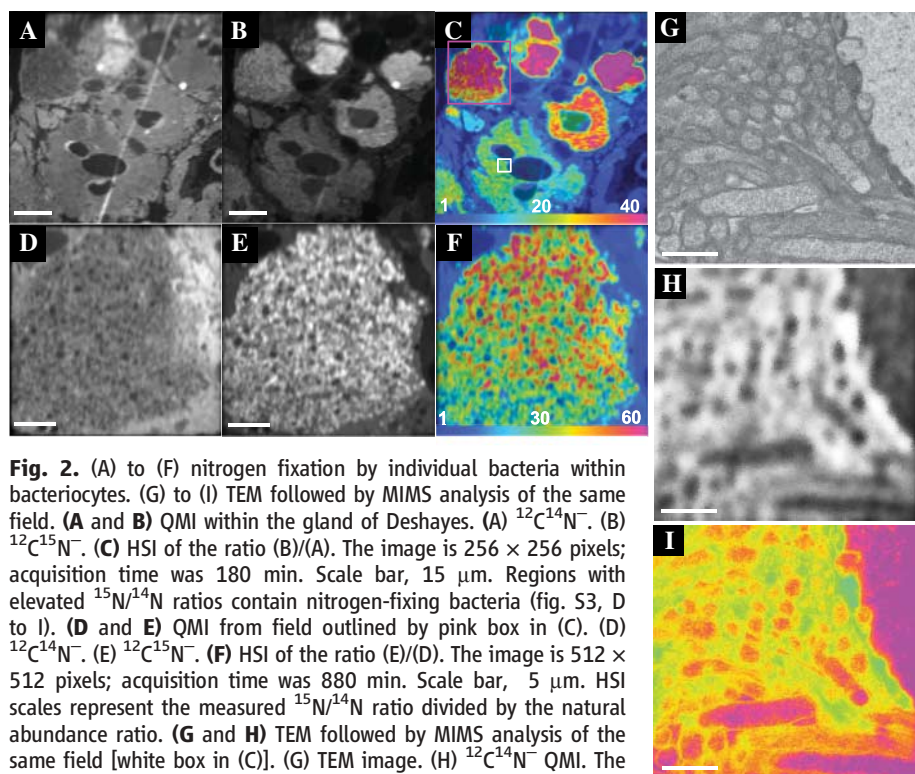 A
B
C
1 20 40
D
E
F
1 30 60
G
H
I
Fig. 2. (A) to (F) nitrogen fixation by individual bacteria within
bacteriocytes. (G) to (I) TEM followed by MIMS analysis of the same
field. (A and B) QMI within the gland of Deshayes. (A) ¹²C¹⁴N⁻. (B)
¹²C¹⁵N⁻. (C) HSI of the ratio (B)/(A). The image is 256 × 256 pixels;
acquisition time was 180 min. Scale bar, 15 μm. Regions with
elevated ¹⁵N/¹⁴N ratios contain nitrogen-fixing bacteria (fig. S3, D
to I). (D and E) QMI from field outlined by pink box in (C). (D)
¹²C¹⁴N⁻. (E) ¹²C¹⁵N⁻. (F) HSI of the ratio (E)/(D). The image is 512 ×
512 pixels; acquisition time was 880 min. Scale bar, 5 μm. HSI
scales represent the measured ¹⁵N/¹⁴N ratio divided by the natural
abundance ratio. (G and H) TEM followed by MIMS analysis of the
same field [white box in (C)]. (G) TEM image. (H) ¹²C¹⁴N⁻ QMI. The